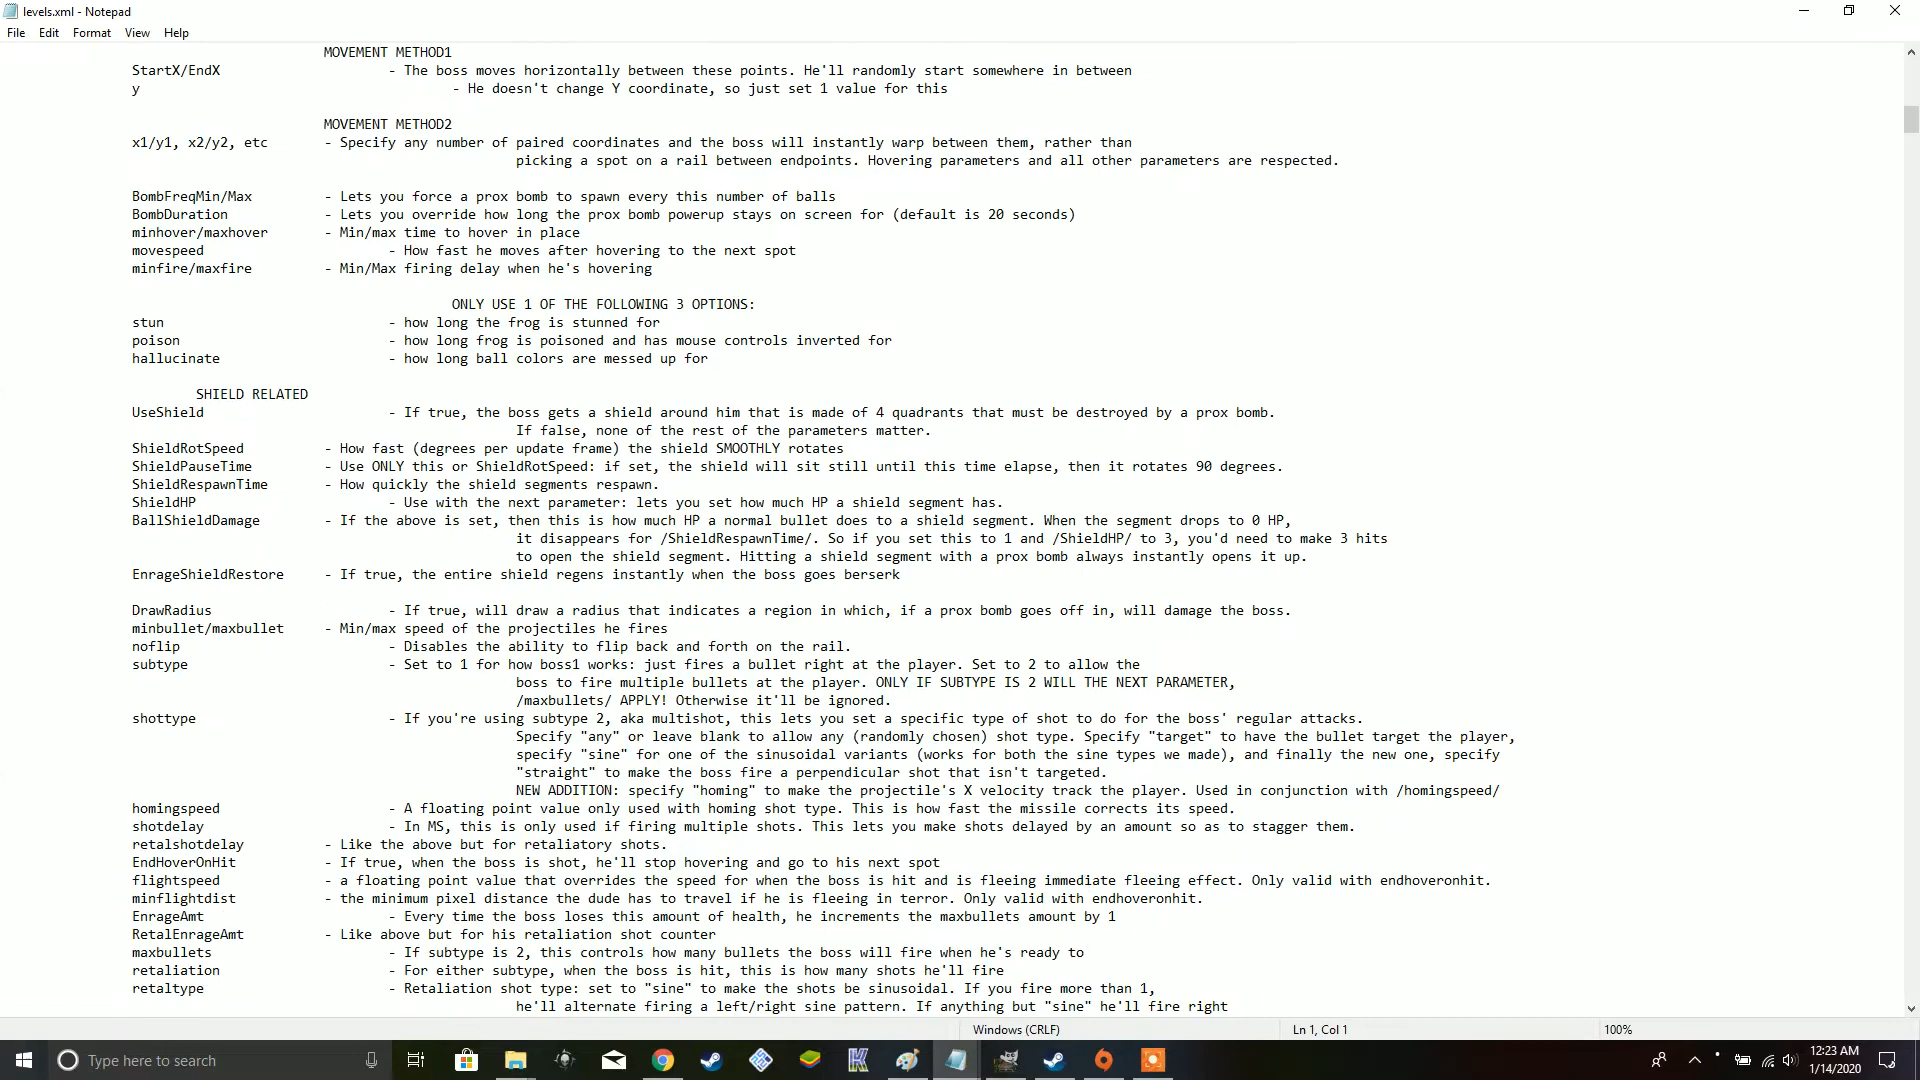 levels.xml - Notepad
File Edit Format View Help
MOVEMENT METHOD1
StartX/EndX - The boss moves horizontally between these points. He'll randomly start somewhere in between
y - He doesn't change Y coordinate, so just set 1 value for this
MOVEMENT METHOD2
x1/y1, x2/y2, etc - Specify any number of paired coordinates and the boss will instantly warp between them, rather than
picking a spot on a rail between endpoints. Hovering parameters and all other parameters are respected.
BombFreqMin/Max - Lets you force a prox bomb to spawn every this number of balls
BombDuration - Lets you override how long the prox bomb powerup stays on screen for (default is 20 seconds)
minhover/maxhover - Min/max time to hover in place
movespeed - How fast he moves after hovering to the next spot
minfire/maxfire - Min/Max firing delay when he's hovering
ONLY USE 1 OF THE FOLLOWING 3 OPTIONS:
stun - how long the frog is stunned for
poison - how long frog is poisoned and has mouse controls inverted for
hallucinate - how long ball colors are messed up for
SHIELD RELATED
UseShield - If true, the boss gets a shield around him that is made of 4 quadrants that must be destroyed by a prox bomb.
If false, none of the rest of the parameters matter.
ShieldRotSpeed - How fast (degrees per update frame) the shield SMOOTHLY rotates
ShieldPauseTime - Use ONLY this or ShieldRotSpeed: if set, the shield will sit still until this time elapse, then it rotates 90 degrees.
ShieldRespawnTime - How quickly the shield segments respawn.
ShieldHP - Use with the next parameter: lets you set how much HP a shield segment has.
BallShieldDamage - If the above is set, then this is how much HP a normal bullet does to a shield segment. When the segment drops to 0 HP,
it disappears for /ShieldRespawnTime/. So if you set this to 1 and /ShieldHP/ to 3, you'd need to make 3 hits
to open the shield segment. Hitting a shield segment with a prox bomb always instantly opens it up.
EnrageShieldRestore - If true, the entire shield regens instantly when the boss goes berserk
DrawRadius - If true, will draw a radius that indicates a region in which, if a prox bomb goes off in, will damage the boss.
minbullet/maxbullet - Min/max speed of the projectiles he fires
noflip - Disables the ability to flip back and forth on the rail.
subtype - Set to 1 for how boss1 works: just fires a bullet right at the player. Set to 2 to allow the
boss to fire multiple bullets at the player. ONLY IF SUBTYPE IS 2 WILL THE NEXT PARAMETER,
/maxbullets/ APPLY! Otherwise it'll be ignored.
shottype - If you're using subtype 2, aka multishot, this lets you set a specific type of shot to do for the boss' regular attacks.
Specify "any" or leave blank to allow any (randomly chosen) shot type. Specify "target" to have the bullet target the player,
specify "sine" for one of the sinusoidal variants (works for both the sine types we made), and finally the new one, specify
"straight" to make the boss fire a perpendicular shot that isn't targeted.
NEW ADDITION: specify "homing" to make the projectile's X velocity track the player. Used in conjunction with /homingspeed/
homingspeed - A floating point value only used with homing shot type. This is how fast the missile corrects its speed.
shotdelay - In MS, this is only used if firing multiple shots. This lets you make shots delayed by an amount so as to stagger them.
retalshotdelay - Like the above but for retaliatory shots.
EndHoverOnHit - If true, when the boss is shot, he'll stop hovering and go to his next spot
flightspeed - a floating point value that overrides the speed for when the boss is hit and is fleeing immediate fleeing effect. Only valid with endhoveronhit.
minflightdist - the minimum pixel distance the dude has to travel if he is fleeing in terror. Only valid with endhoveronhit.
EnrageAmt - Every time the boss loses this amount of health, he increments the maxbullets amount by 1
RetalEnrageAmt - Like above but for his retaliation shot counter
maxbullets - If subtype is 2, this controls how many bullets the boss will fire when he's ready to
retaliation - For either subtype, when the boss is hit, this is how many shots he'll fire
retaltype - Retaliation shot type: set to "sine" to make the shots be sinusoidal. If you fire more than 1,
he'll alternate firing a left/right sine pattern. If anything but "sine" he'll fire right
Windows (CRLF) Ln 1, Col 1 100%
Type here to search
12:23 AM
1/14/2020